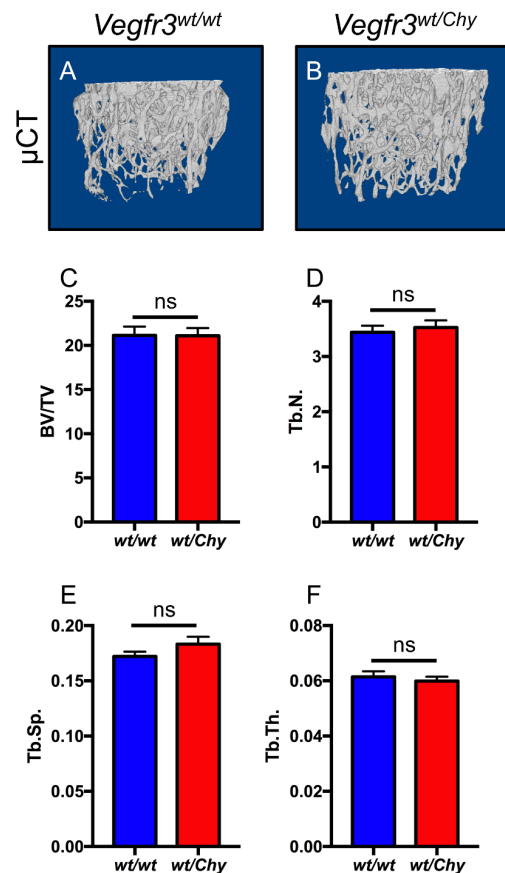 Vegfr3wt/wt Vegfr3wt/Chy
µCT
A B
C D
ns ns
25 4
20 3
15 2
10 1
5 0
0
BV/TV Tb.N.
wt/wt wt/Chy wt/wt wt/Chy
E F
ns ns
0.20 0.08
0.15 0.06
0.10 0.04
0.05 0.02
0.00 0.00
Tb.Sp. Tb.Th.
wt/wt wt/Chy wt/wt wt/Chy